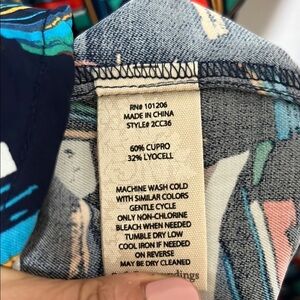 RN# 101206
MADE IN CHINA
STYLE# 2CC36
60% CUPRO
32% LYOCELL
MACHINE WASH COLD
WITH SIMILAR COLORS
GENTLE CYCLE
ONLY NON-CHLORINE
BLEACH WHEN NEEDED
TUMBLE DRY LOW
COOL IRON IF NEEDED
ON REVERSE
MAY BE DRY CLEANED